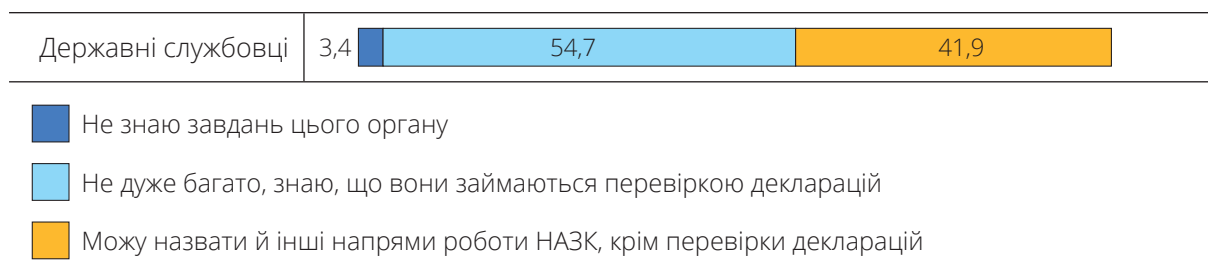 Державні службовці 3,4 54,7 41,9
Не знаю завдань цього органу
Не дуже багато, знаю, що вони займаються перевіркою декларацій
Можу назвати й інші напрями роботи НАЗК, крім перевірки декларацій